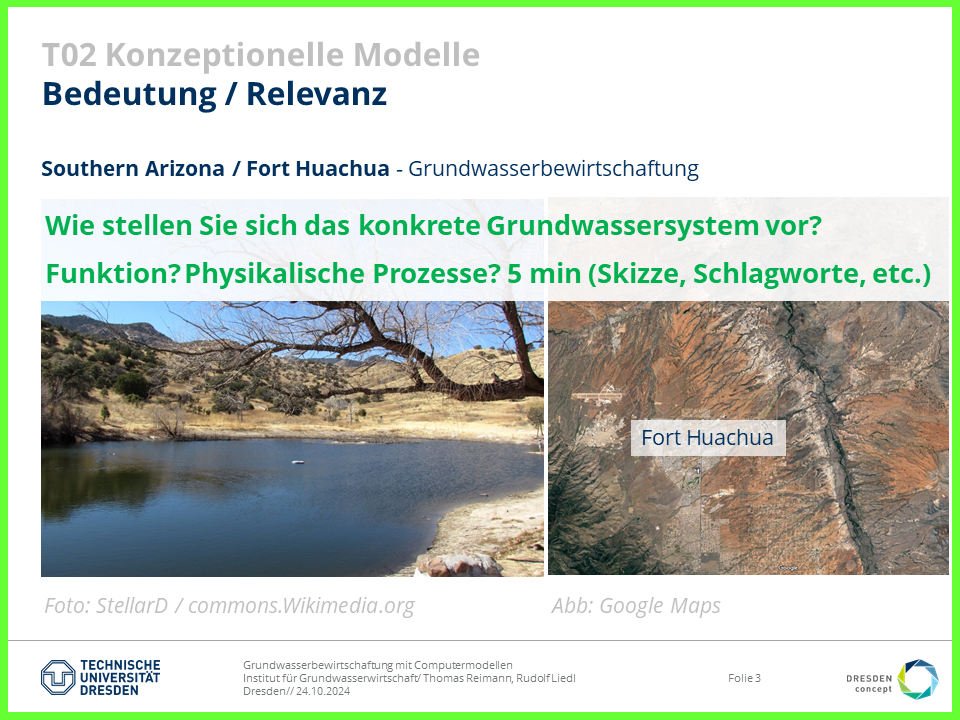 T02 Konzeptionelle Modelle
Bedeutung / Relevanz
Southern Arizona / Fort Huachua - Grundwasserbewirtschaftung
Wie stellen Sie sich das konkrete Grundwassersystem vor?
Funktion? Physikalische Prozesse? 5 min (Skizze, Schlagworte, etc.)
Fort Huachua
Google
Foto: StellarD / commons.Wikimedia.org
Abb: Google Maps
TECHNISCHE
UNIVERSITÄT
DRESDEN
Grundwasserbewirtschaftung mit Computermodellen
Institut für Grundwasserwirtschaft/ Thomas Reimann, Rudolf Liedl
Dresden// 24.10.2024
Folie 3
DRESDEN
concept